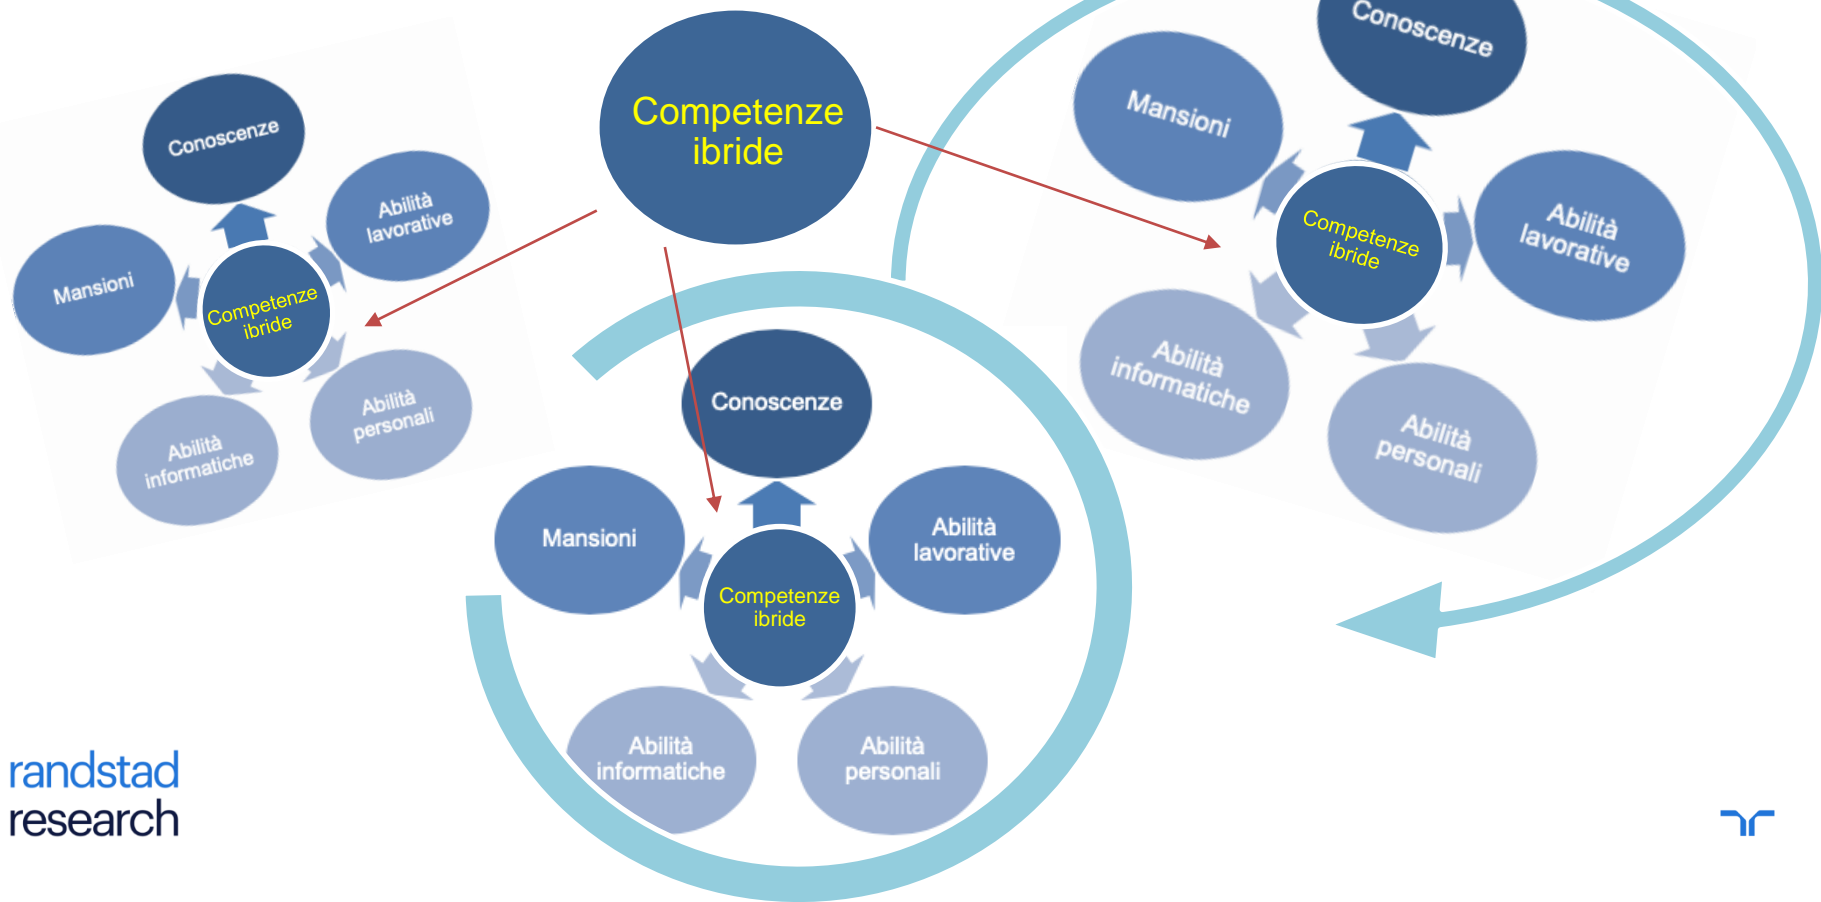 Competenze
ibride
Conoscenze
Abilità
lavorative
Mansioni
Competenze
ibride
Abilità
personali
Abilità
informatiche
Conoscenze
Mansioni
Abilità
lavorative
Competenze
ibride
Abilità
informatiche
Abilità
personali
Conoscenze
Mansioni
Abilità
lavorative
Competenze
ibride
Abilità
informatiche
Abilità
personali
randstad
research